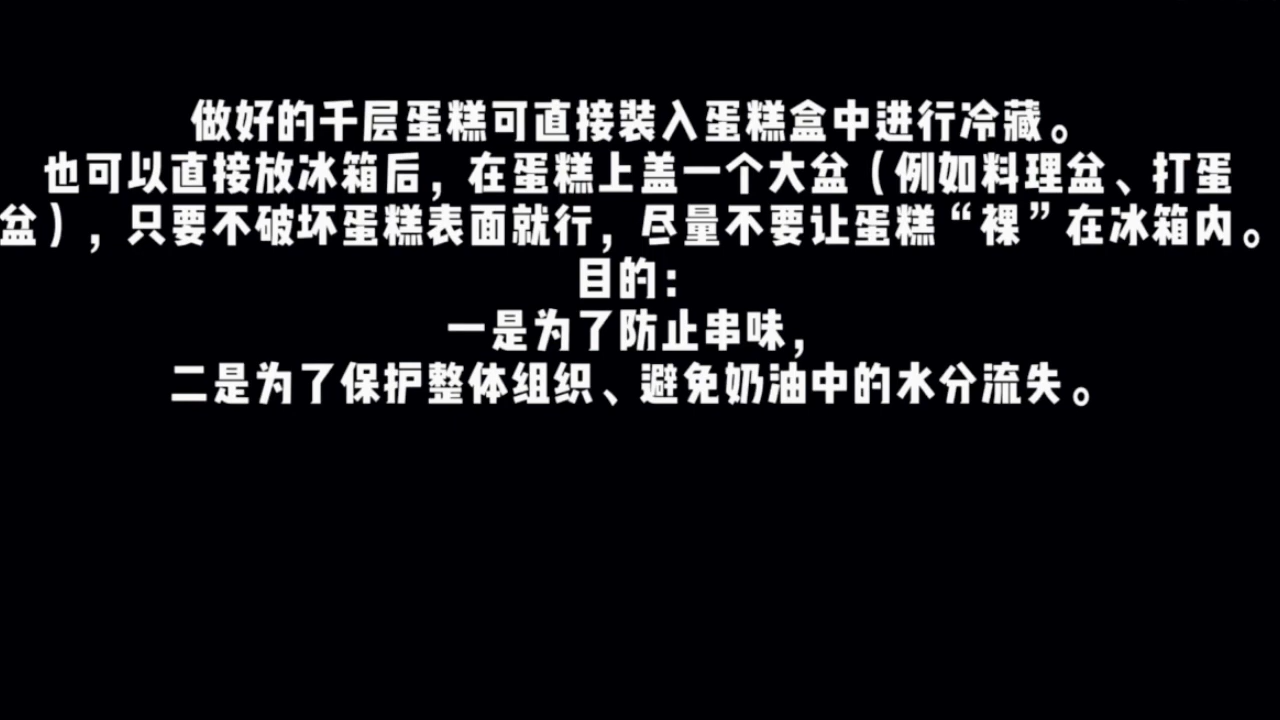 做好的千层蛋糕可直接装入蛋糕盒中进行冷藏。
也可以直接放冰箱后，在蛋糕上盖一个大盆（例如料理盆、打蛋
盆），只要不破坏蛋糕表面就行，尽量不要让蛋糕“裸”在冰箱内。
目的：
一是为了防止串味，
二是为了保护整体组织、避免奶油中的水分流失。